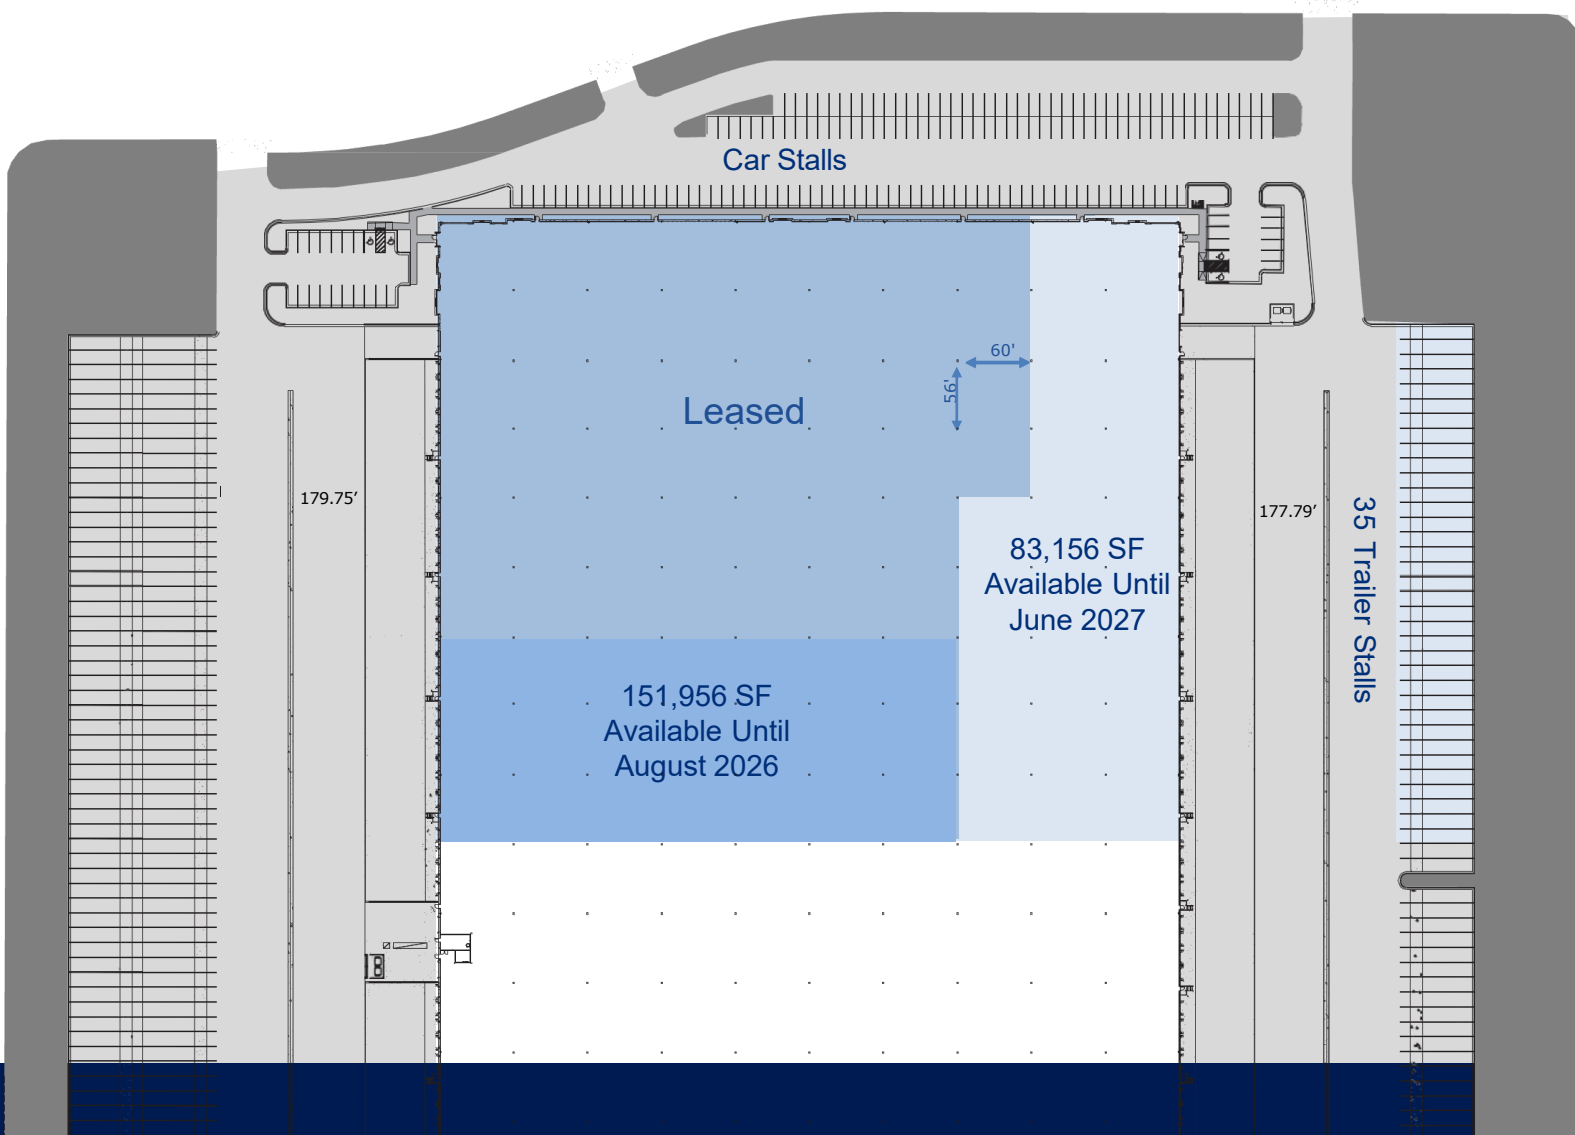 Car Stalls
60'
56'
Leased
179.75’
177.79’
35 Trailer Stalls
83,156 SF
Available Until
June 2027
151,956 SF
Available Until
August 2026